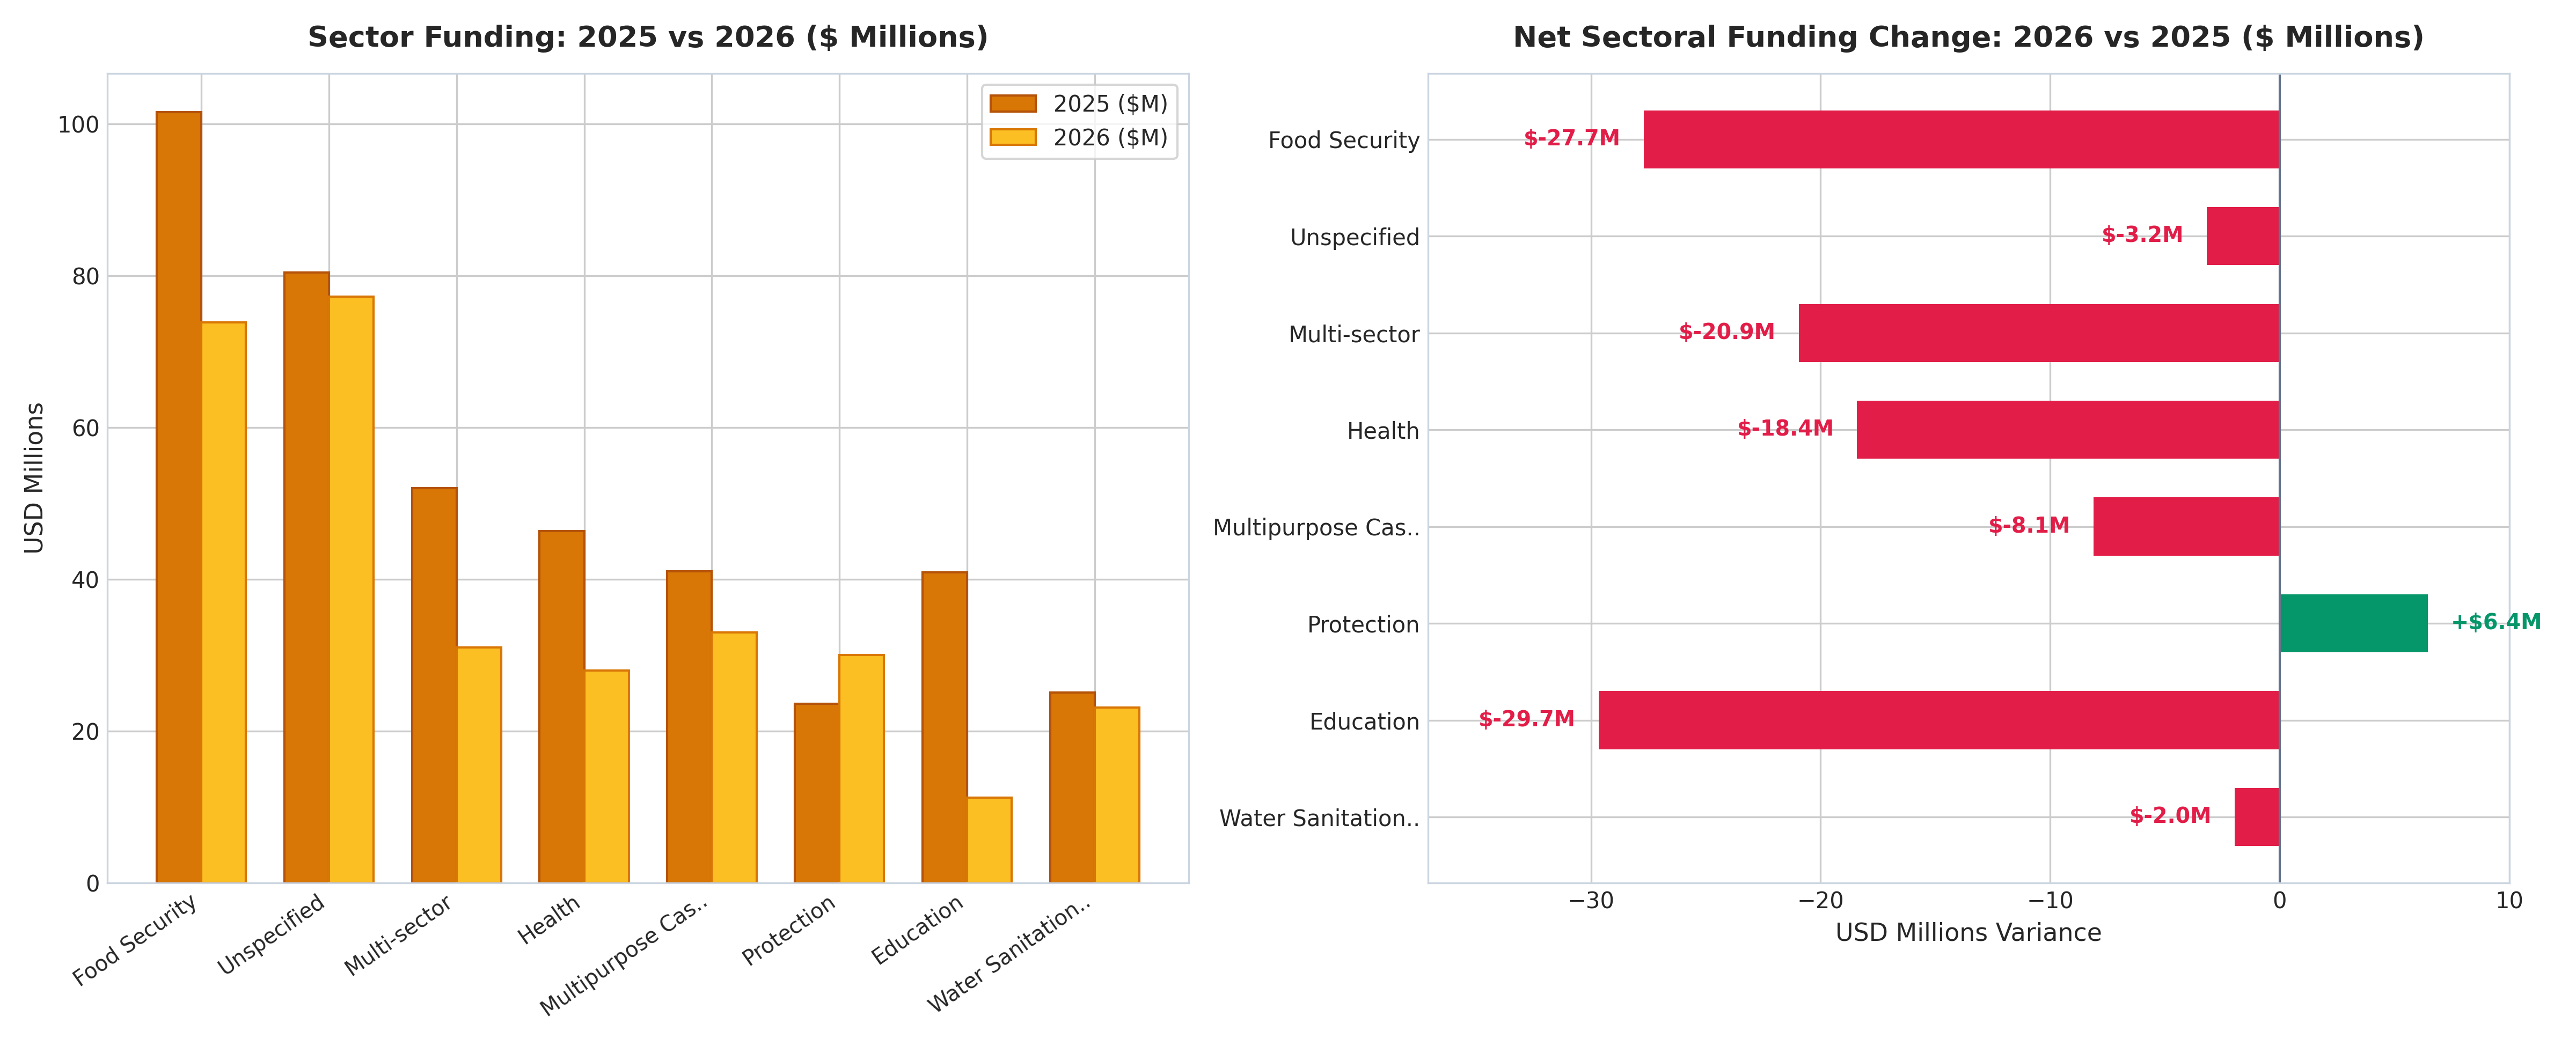 Sector Funding: 2025 vs 2026 ($ Millions)
2025 ($M)
2026 ($M)
USD Millions
100
80
60
40
20
0
Food Security
Unspecified
Multi-sector
Health
Multipurpose Cas..
Protection
Education
Water Sanitation..
Net Sectoral Funding Change: 2026 vs 2025 ($ Millions)
Food Security
$-27.7M
Unspecified
$-3.2M
Multi-sector
$-20.9M
Health
$-18.4M
Multipurpose Cas..
$-8.1M
Protection
+$6.4M
Education
$-29.7M
Water Sanitation..
$-2.0M
−30
−20
−10
0
10
USD Millions Variance